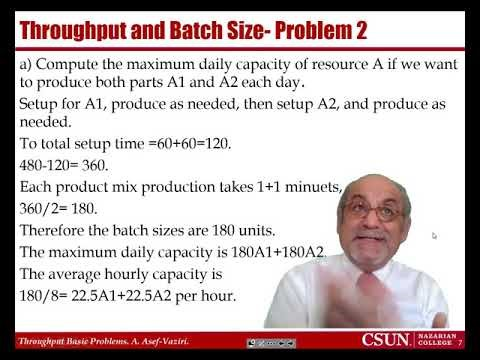 Throughput and Batch Size- Problem 2
a) Compute the maximum daily capacity of resource A if we want
to produce both parts A1 and A2 each day.
Setup for A1, produce as needed, then setup A2, and produce as
needed.
To total setup time =60+60=120.
480-120= 360.
Each product mix production takes 1+1 minuets,
360/2= 180.
Therefore the batch sizes are 180 units.
The maximum daily capacity is 180A1+180A2.
The average hourly capacity is
180/8= 22.5A1+22.5A2 per hour.
Throughput Basic Problems. A. Asef-Vaziri.
CSUN.
NAZARIAN
COLLEGE
7